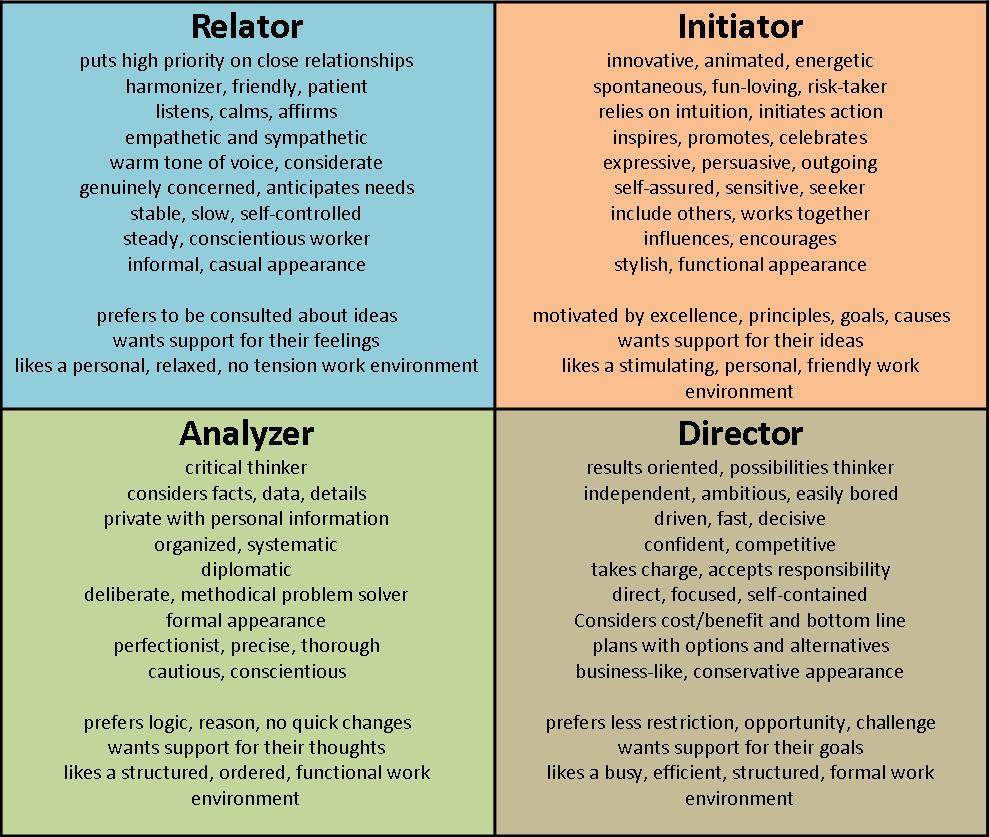 Relator
puts high priority on close relationships
harmonizer, friendly, patient
listens, calms, affirms
empathetic and sympathetic
warm tone of voice, considerate
genuinely concerned, anticipates needs
stable, slow, self-controlled
steady, conscientious worker
informal, casual appearance
prefers to be consulted about ideas
wants support for their feelings
likes a personal, relaxed, no tension work environment
Initiator
innovative, animated, energetic
spontaneous, fun-loving, risk-taker
relies on intuition, initiates action
inspires, promotes, celebrates
expressive, persuasive, outgoing
self-assured, sensitive, seeker
include others, works together
influences, encourages
stylish, functional appearance
motivated by excellence, principles, goals, causes
wants support for their ideas
likes a stimulating, personal, friendly work
environment
Analyzer
critical thinker
considers facts, data, details
private with personal information
organized, systematic
diplomatic
deliberate, methodical problem solver
formal appearance
perfectionist, precise, thorough
cautious, conscientious
prefers logic, reason, no quick changes
wants support for their thoughts
likes a structured, ordered, functional work
environment
Director
results oriented, possibilities thinker
independent, ambitious, easily bored
driven, fast, decisive
confident, competitive
takes charge, accepts responsibility
direct, focused, self-contained
Considers cost/benefit and bottom line
plans with options and alternatives
business-like, conservative appearance
prefers less restriction, opportunity, challenge
wants support for their goals
likes a busy, efficient, structured, formal work
environment